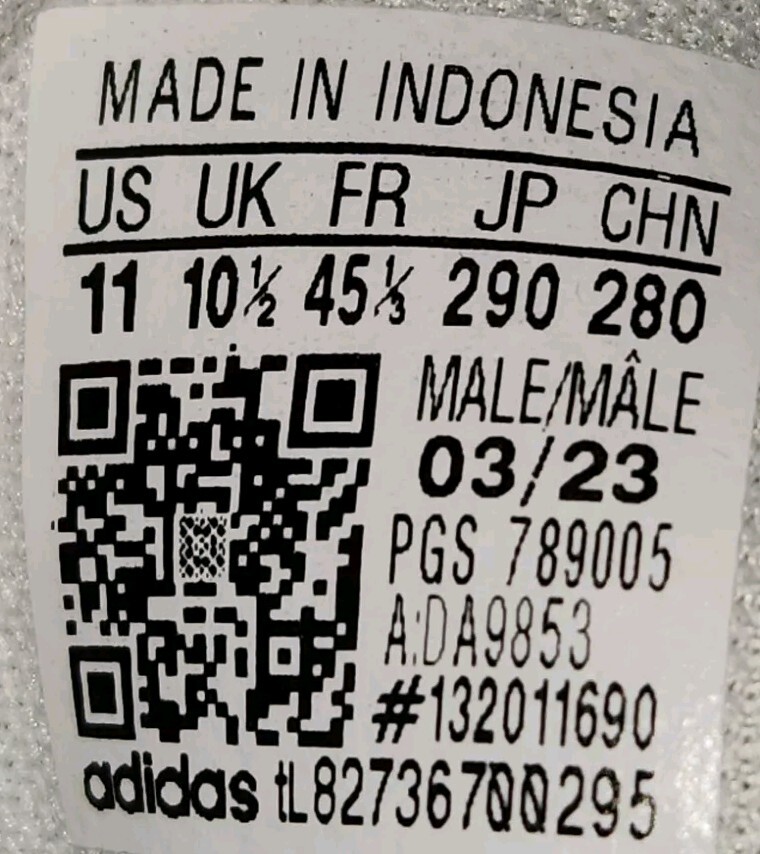 MADE IN INDONESIA
US UK FR JP CHN
11 10½ 45⅓ 290 280
MALE/MÂLE
03/23
PGS 789005
A:DA9853
#132011690
adidas tL82736700295